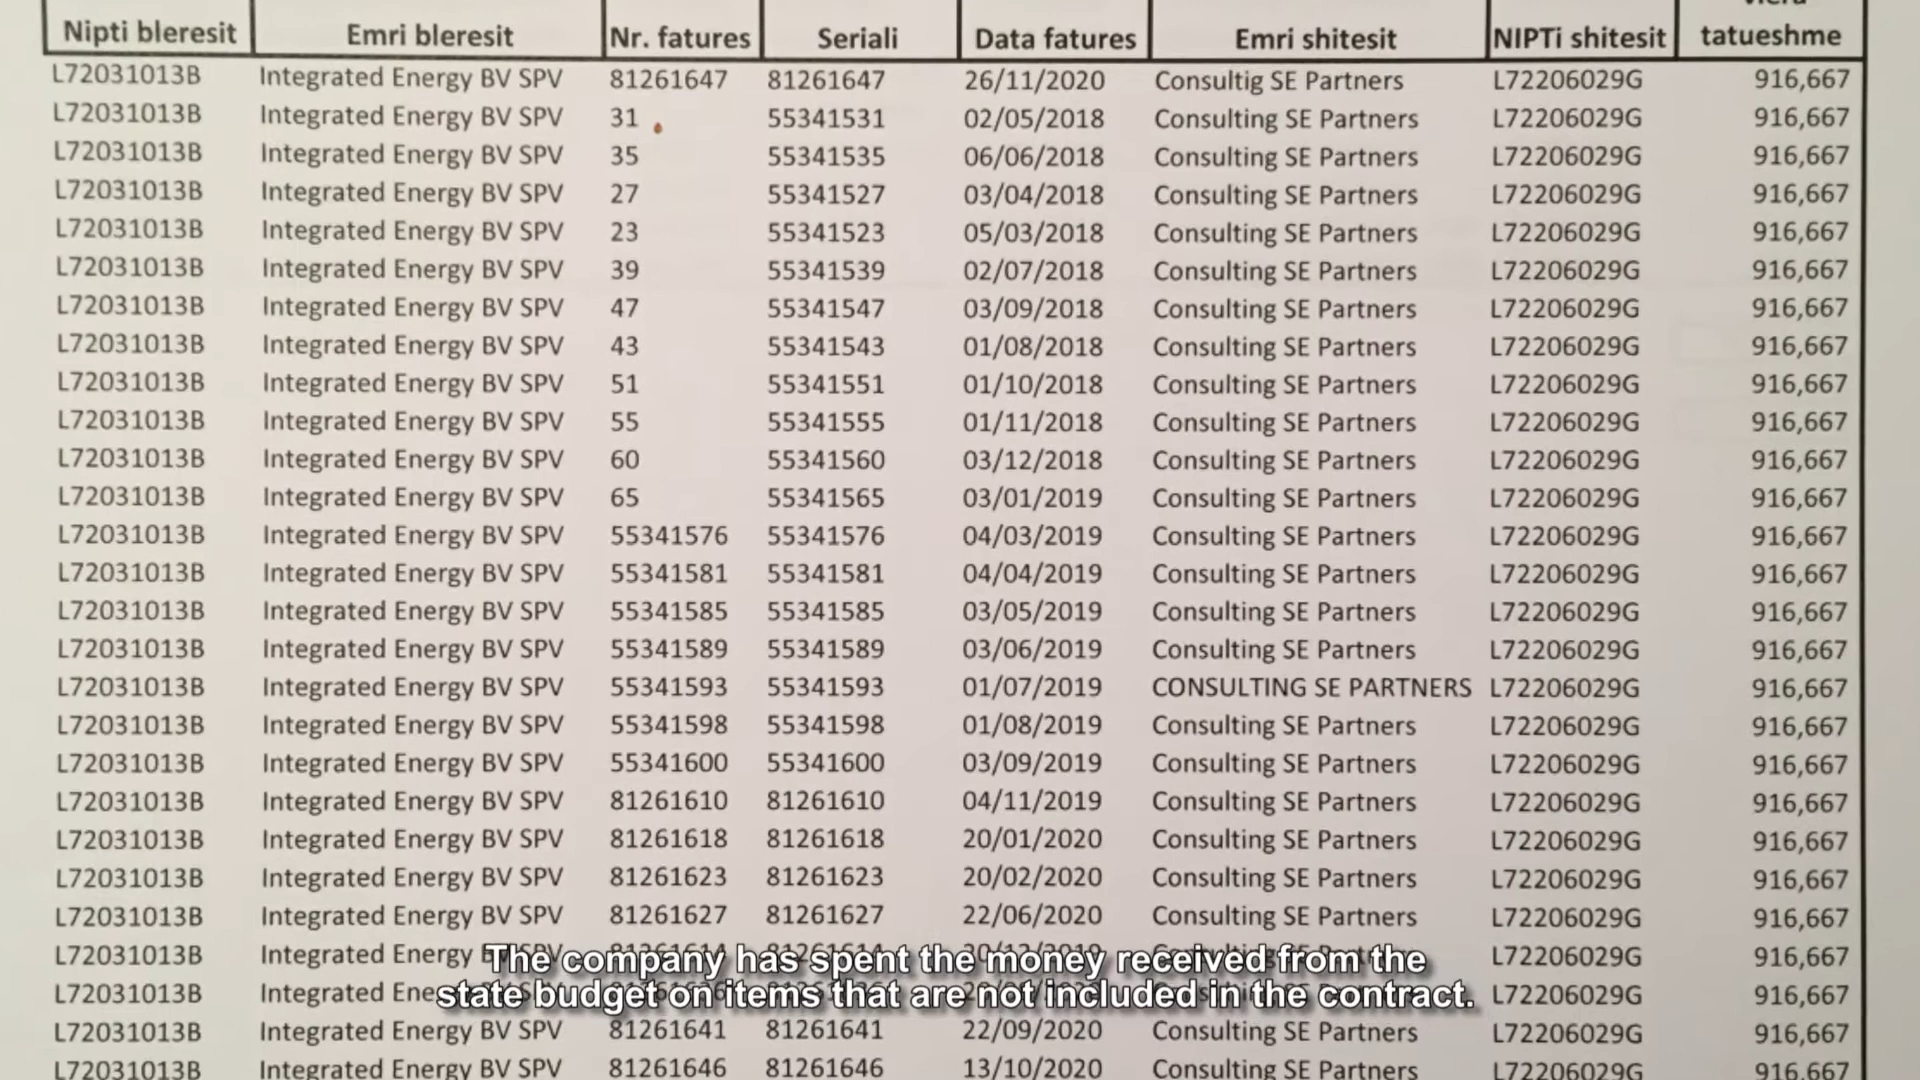 Nipti bleresit Emri bleresit Nr. fatures Seriali Data fatures Emri shitesit NIPTi shitesit tatueshme
L72031013B Integrated Energy BV SPV 81261647 81261647 26/11/2020 Consultig SE Partners L72206029G 916,667
L72031013B Integrated Energy BV SPV 31 55341531 02/05/2018 Consulting SE Partners L72206029G 916,667
L72031013B Integrated Energy BV SPV 35 55341535 06/06/2018 Consulting SE Partners L72206029G 916,667
L72031013B Integrated Energy BV SPV 27 55341527 03/04/2018 Consulting SE Partners L72206029G 916,667
L72031013B Integrated Energy BV SPV 23 55341523 05/03/2018 Consulting SE Partners L72206029G 916,667
L72031013B Integrated Energy BV SPV 39 55341539 02/07/2018 Consulting SE Partners L72206029G 916,667
L72031013B Integrated Energy BV SPV 47 55341547 03/09/2018 Consulting SE Partners L72206029G 916,667
L72031013B Integrated Energy BV SPV 43 55341543 01/08/2018 Consulting SE Partners L72206029G 916,667
L72031013B Integrated Energy BV SPV 51 55341551 01/10/2018 Consulting SE Partners L72206029G 916,667
L72031013B Integrated Energy BV SPV 55 55341555 01/11/2018 Consulting SE Partners L72206029G 916,667
L72031013B Integrated Energy BV SPV 60 55341560 03/12/2018 Consulting SE Partners L72206029G 916,667
L72031013B Integrated Energy BV SPV 65 55341565 03/01/2019 Consulting SE Partners L72206029G 916,667
L72031013B Integrated Energy BV SPV 55341576 55341576 04/03/2019 Consulting SE Partners L72206029G 916,667
L72031013B Integrated Energy BV SPV 55341581 55341581 04/04/2019 Consulting SE Partners L72206029G 916,667
L72031013B Integrated Energy BV SPV 55341585 55341585 03/05/2019 Consulting SE Partners L72206029G 916,667
L72031013B Integrated Energy BV SPV 55341589 55341589 03/06/2019 Consulting SE Partners L72206029G 916,667
L72031013B Integrated Energy BV SPV 55341593 55341593 01/07/2019 CONSULTING SE PARTNERS L72206029G 916,667
L72031013B Integrated Energy BV SPV 55341598 55341598 01/08/2019 Consulting SE Partners L72206029G 916,667
L72031013B Integrated Energy BV SPV 55341600 55341600 03/09/2019 Consulting SE Partners L72206029G 916,667
L72031013B Integrated Energy BV SPV 81261610 81261610 04/11/2019 Consulting SE Partners L72206029G 916,667
L72031013B Integrated Energy BV SPV 81261618 81261618 20/01/2020 Consulting SE Partners L72206029G 916,667
L72031013B Integrated Energy BV SPV 81261623 81261623 20/02/2020 Consulting SE Partners L72206029G 916,667
L72031013B Integrated Energy BV SPV 81261627 81261627 22/06/2020 Consulting SE Partners L72206029G 916,667
L72031013B Integrated Energy L72206029G 916,667
The company has spent the money received from the
L72031013B Integrated L72206029G 916,667
state budget on items that are not included in the contract.
L72031013B Integrated Energy BV SPV 81261641 81261641 22/09/2020 Consulting SE Partners L72206029G 916,667
L72031013B Integrated Energy BV SPV 81261646 81261646 13/10/2020 Consulting SE Partners L72206029G 916,667